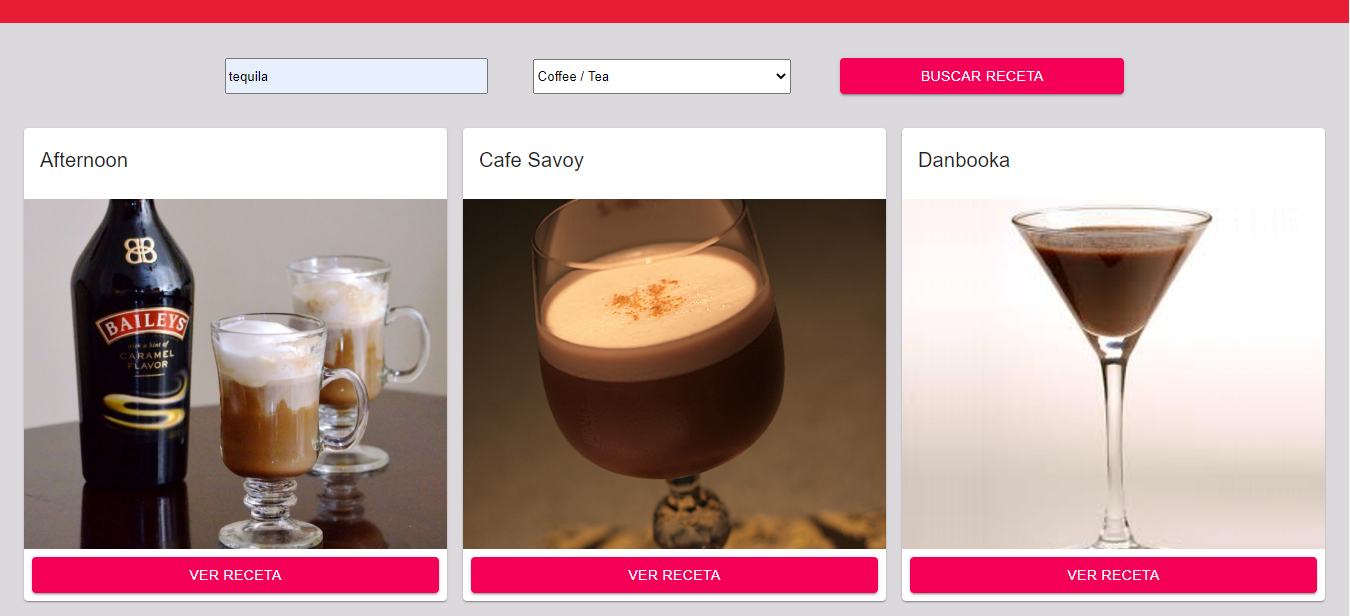 tequila
Coffee / Tea
BUSCAR RECETA
Afternoon
Cafe Savoy
Danbooka
BAILEYS
with a hint of
CARAMEL
FLAVOR
VER RECETA
VER RECETA
VER RECETA